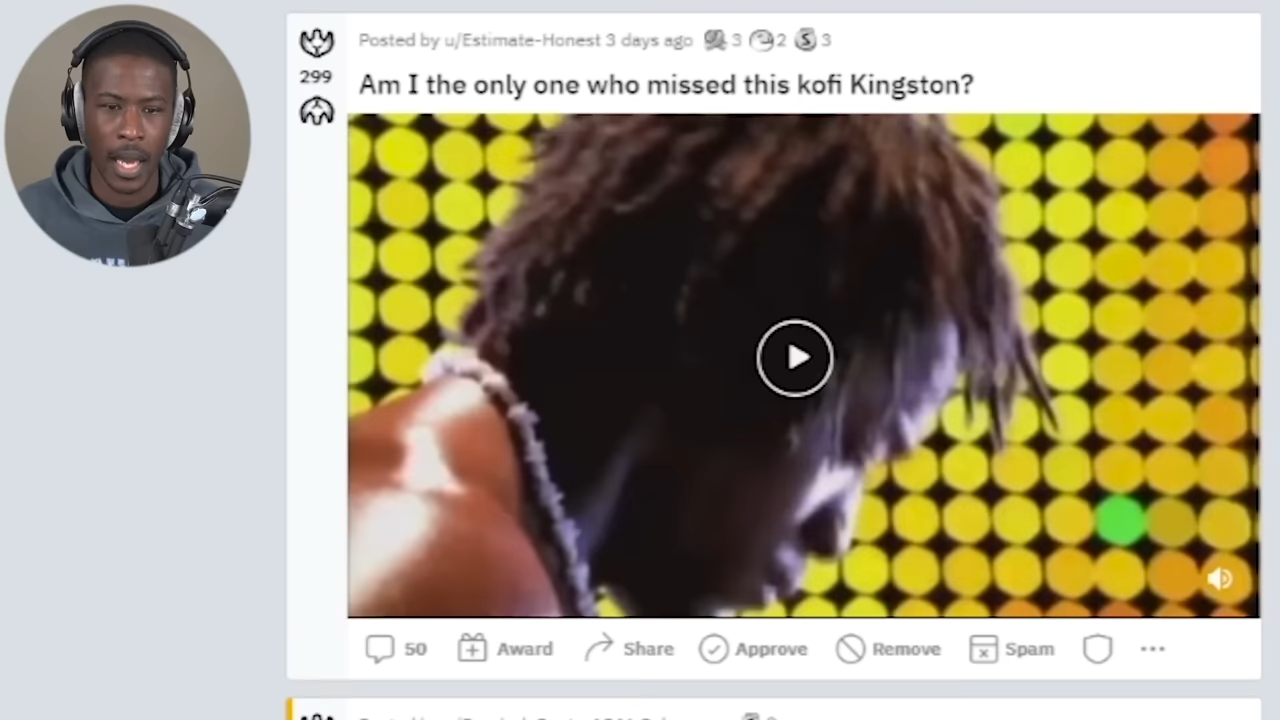 Posted by u/Estimate-Honest 3 days ago 3 2 3
299
Am I the only one who missed this kofi Kingston?
50 Award Share Approve Remove Spam ...